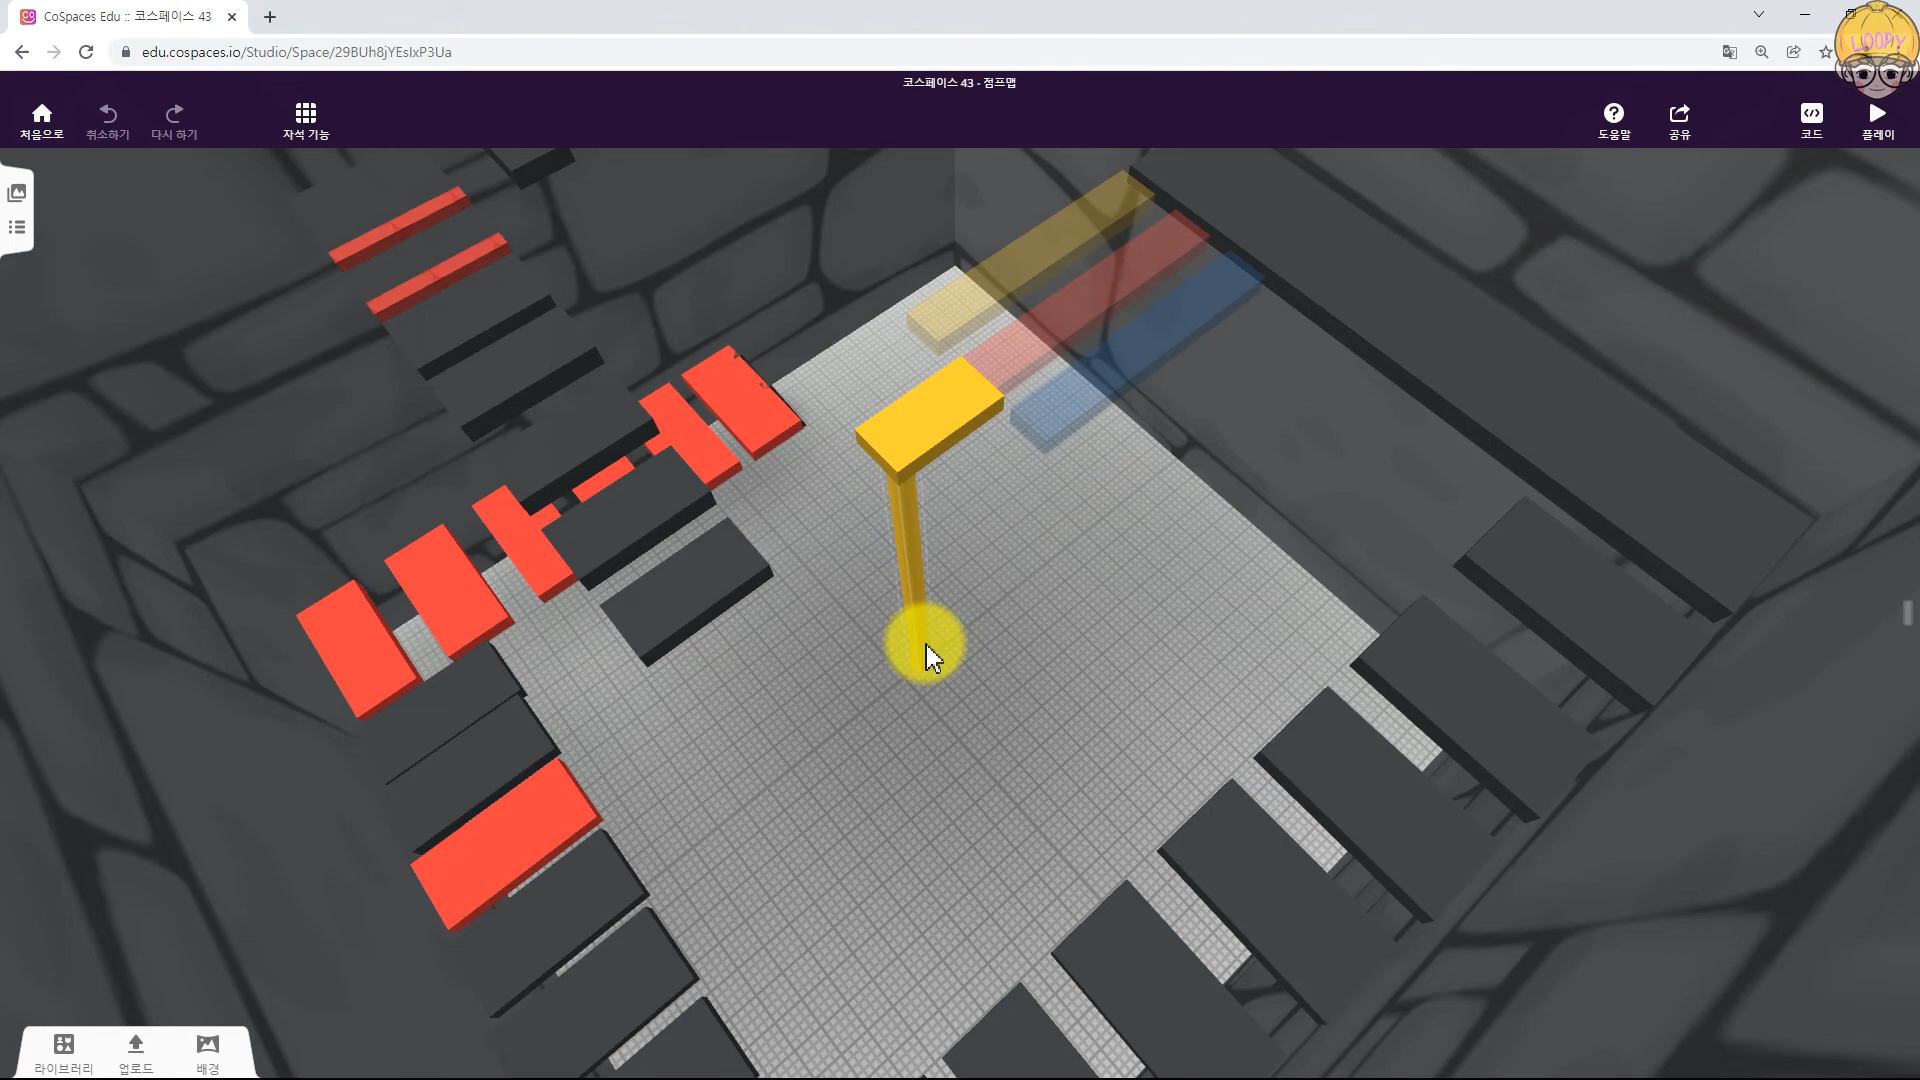 CoSpaces Edu :: 코스페이스 43
edu.cospaces.io/Studio/Space/29BUh8jYEsIxP3Ua
LOOPY
코스페이스 43 - 점프맵
처음으로
취소하기
다시 하기
자석 기능
도움말
공유
코드
플레이
라이브러리
업로드
배경